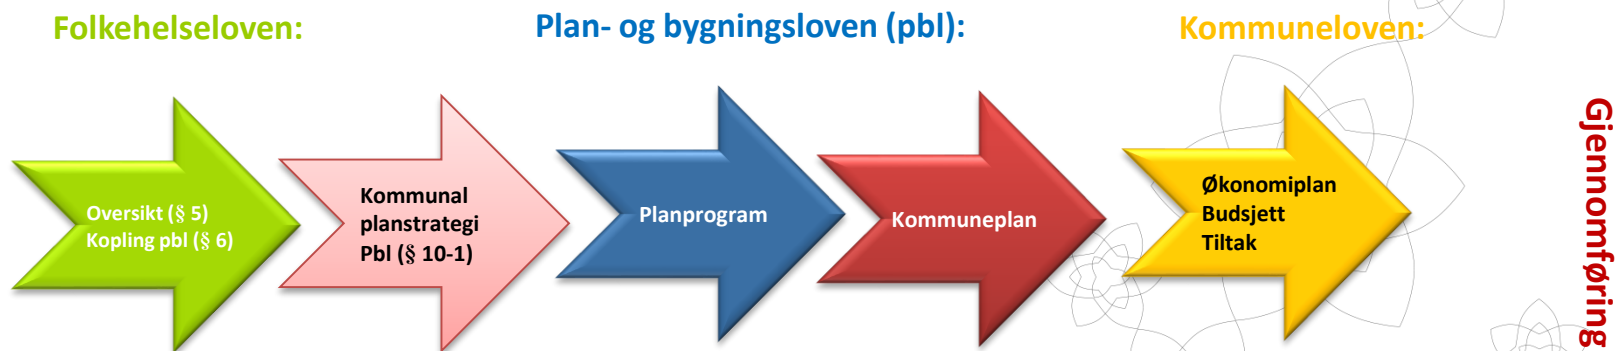 Folkehelseloven:
Plan- og bygningsloven (pbl):
Kommuneloven:
Oversikt (§ 5)
Kopling pbl (§ 6)
Kommunal
planstrategi
Pbl (§ 10-1)
Planprogram
Kommuneplan
Økonomiplan
Budsjett
Tiltak
Gjennomføring